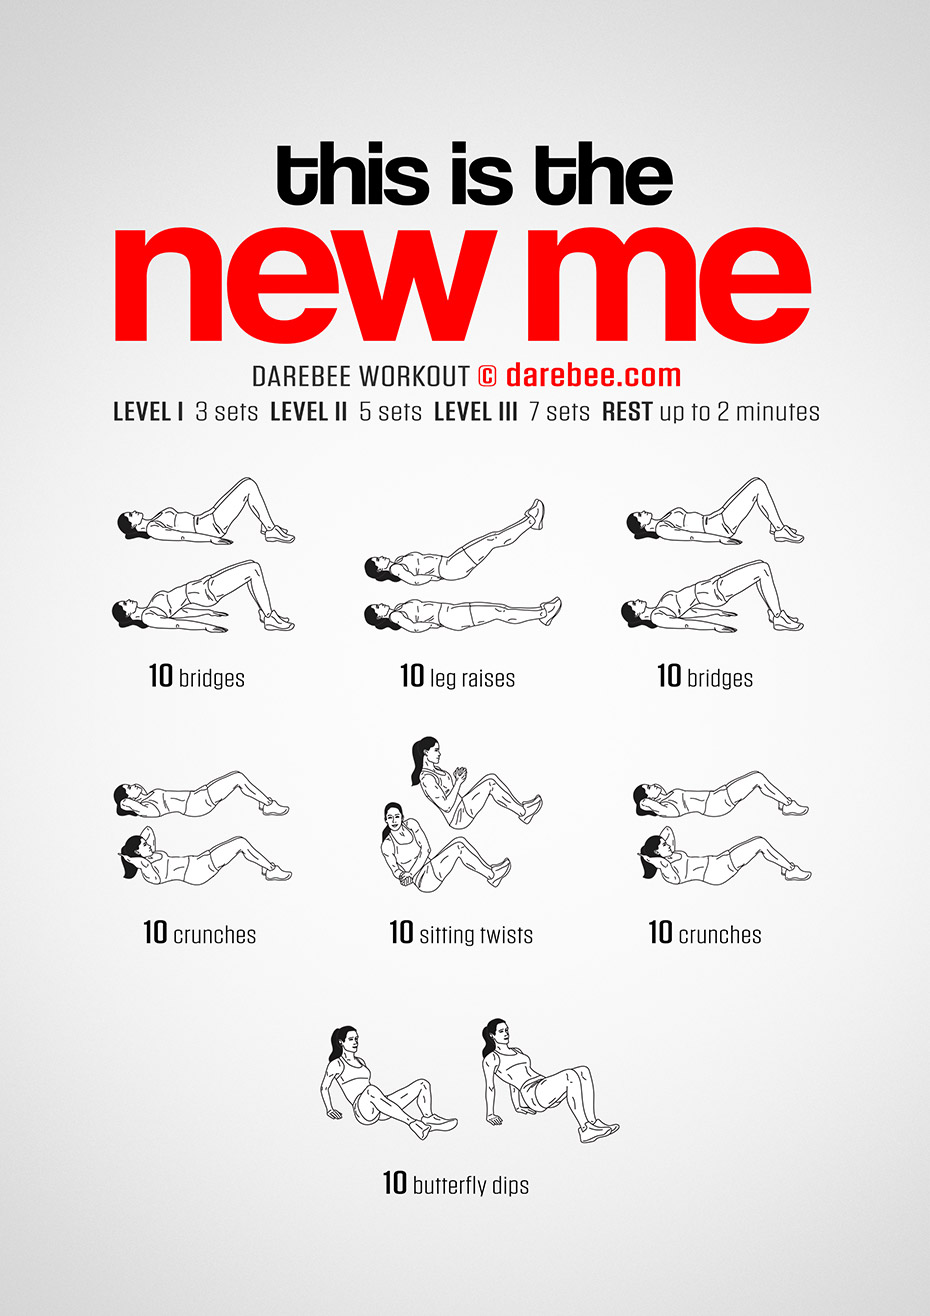 this is the
new me
DAREBEE WORKOUT © darebee.com
LEVEL I 3 sets LEVEL II 5 sets LEVEL III 7 sets REST up to 2 minutes
10 bridges
10 leg raises
10 bridges
10 crunches
10 sitting twists
10 crunches
10 butterfly dips